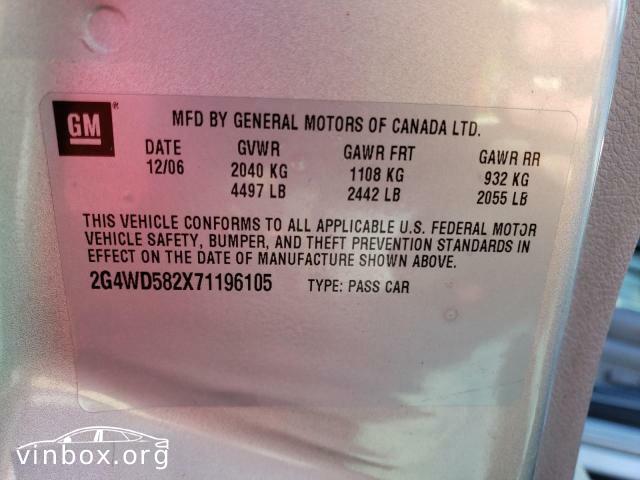 GM®
MFD BY GENERAL MOTORS OF CANADA LTD.
DATE GVWR GAWR FRT GAWR RR
12/06 2040 KG 1108 KG 932 KG
4497 LB 2442 LB 2055 LB
THIS VEHICLE CONFORMS TO ALL APPLICABLE U.S. FEDERAL MOTOR
VEHICLE SAFETY, BUMPER, AND THEFT PREVENTION STANDARDS IN
EFFECT ON THE DATE OF MANUFACTURE SHOWN ABOVE.
2G4WD582X71196105 TYPE: PASS CAR
vinbox.org